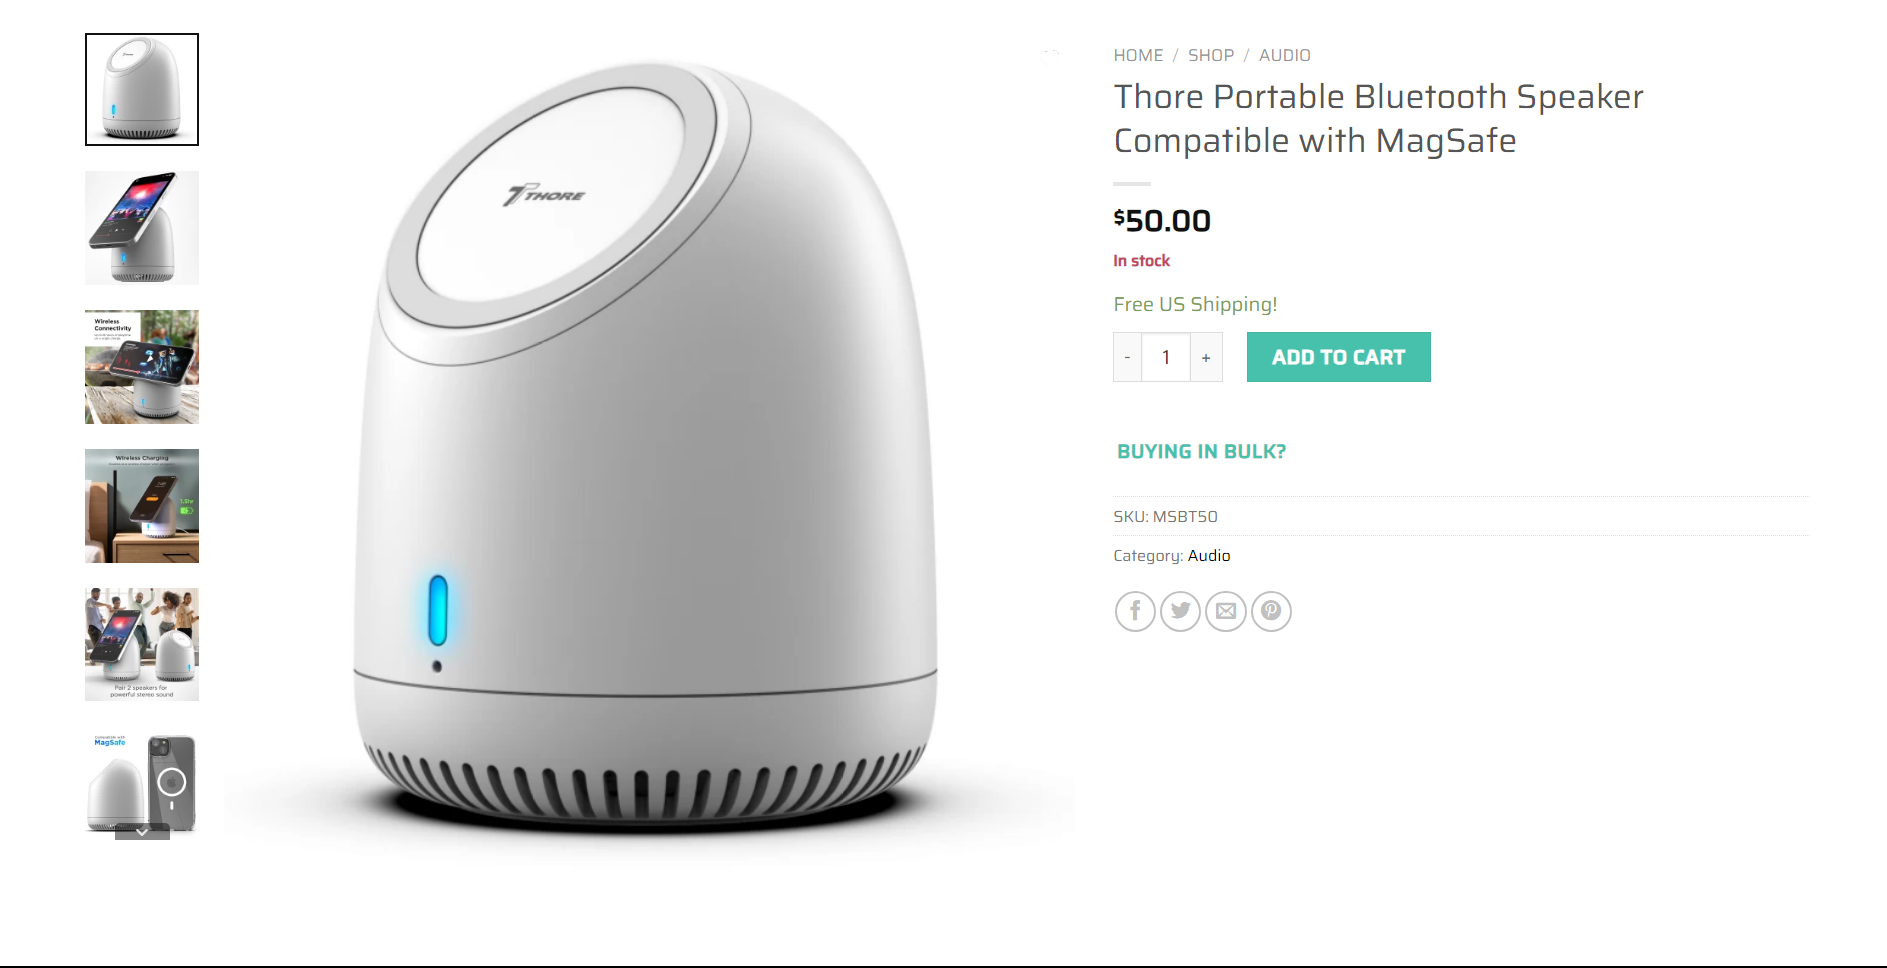 THORE
Wireless
Connectivity
Wireless Charging
1.5hr
Pair 2 speakers for
powerful stereo sound
Compatible with
MagSafe
HOME / SHOP / AUDIO
Thore Portable Bluetooth Speaker
Compatible with MagSafe
$50.00
In stock
Free US Shipping!
- 1 +
ADD TO CART
BUYING IN BULK?
SKU: MSBT50
Category: Audio